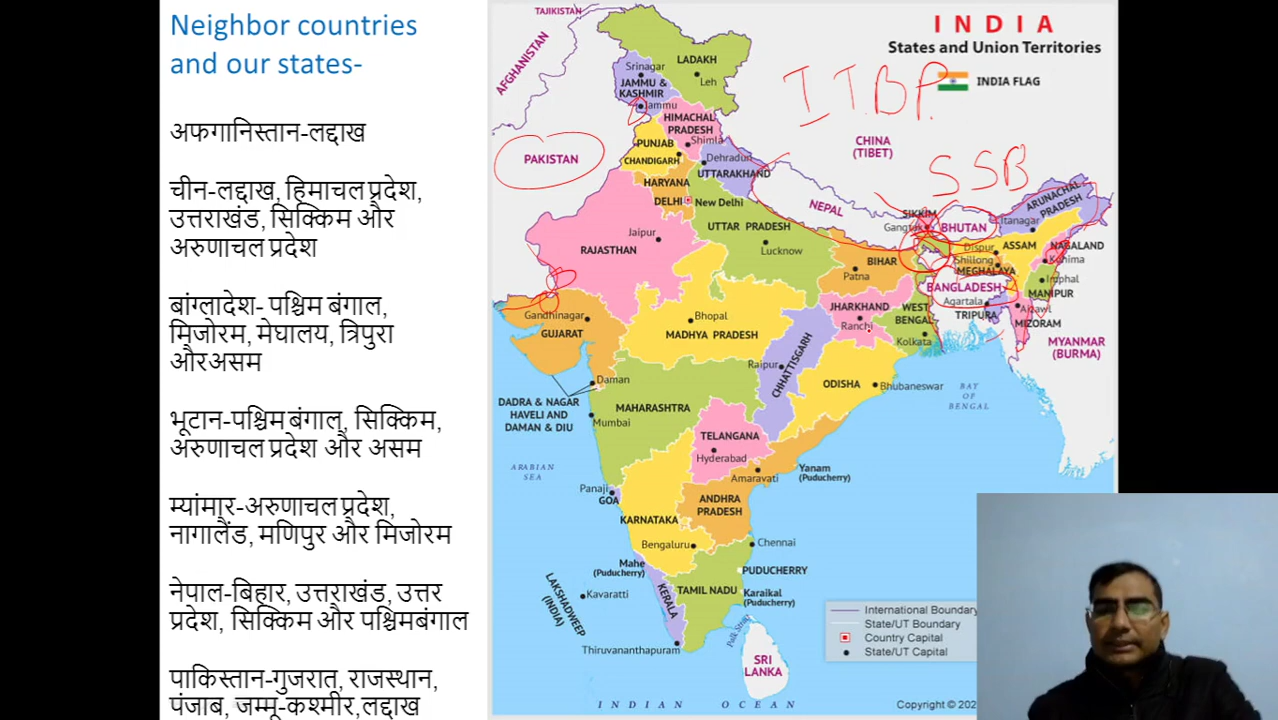 Neighbor countries
and our states-
अफगानिस्तान-लद्दाख
चीन-लद्दाख, हिमाचल प्रदेश,
उत्तराखंड, सिक्किम और
अरुणाचल प्रदेश
बांग्लादेश- पश्चिम बंगाल,
मिजोरम, मेघालय, त्रिपुरा
औरअसम
भूटान-पश्चिम बंगाल, सिक्किम,
अरुणाचल प्रदेश और असम
म्यांमार-अरुणाचल प्रदेश,
नागालैंड, मणिपुर और मिजोरम
नेपाल-बिहार, उत्तराखंड, उत्तर
प्रदेश, सिक्किम और पश्चिमबंगाल
पाकिस्तान-गुजरात, राजस्थान,
पंजाब, जम्मू-कश्मीर,लद्दाख
INDIA
States and Union Territories
INDIA FLAG
I T B P.
SSB
TAJIKISTAN
AFGHANISTAN
PAKISTAN
CHINA
(TIBET)
NEPAL
BHUTAN
BANGLADESH
MYANMAR
(BURMA)
SRI
LANKA
LADAKH
Leh
Srinagar
JAMMU &
KASHMIR
Jammu
HIMACHAL
PRADESH
Shimla
PUNJAB
CHANDIGARH
Dehradun
UTTARAKHAND
HARYANA
DELHI
New Delhi
UTTAR PRADESH
Lucknow
Jaipur
RAJASTHAN
SIKKIM
Gangtok
ARUNACHAL
PRADESH
Itanagar
Dispur
ASSAM
NAGALAND
Kohima
Shillong
MEGHALAYA
Imphal
MANIPUR
Agartala
TRIPURA
Aizawl
MIZORAM
BIHAR
Patna
JHARKHAND
Ranchi
WEST
BENGAL
Kolkata
Gandhinagar
GUJARAT
Bhopal
MADHYA PRADESH
CHHATTISGARH
Raipur
ODISHA
Bhubaneswar
Daman
DADRA & NAGAR
HAVELI AND
DAMAN & DIU
MAHARASHTRA
Mumbai
TELANGANA
Hyderabad
Amaravati
Yanam
(Puducherry)
ANDHRA
PRADESH
Panaji
GOA
KARNATAKA
Bengaluru
Chennai
Mahe
(Puducherry)
PUDUCHERRY
TAMIL NADU
Karaikal
(Puducherry)
KERALA
Kavaratti
LAKSHADWEEP
(INDIA)
Thiruvananthapuram
ARABIAN
SEA
BAY
OF
BENGAL
INDIAN OCEAN
International Boundary
State/UT Boundary
Country Capital
State/UT Capital